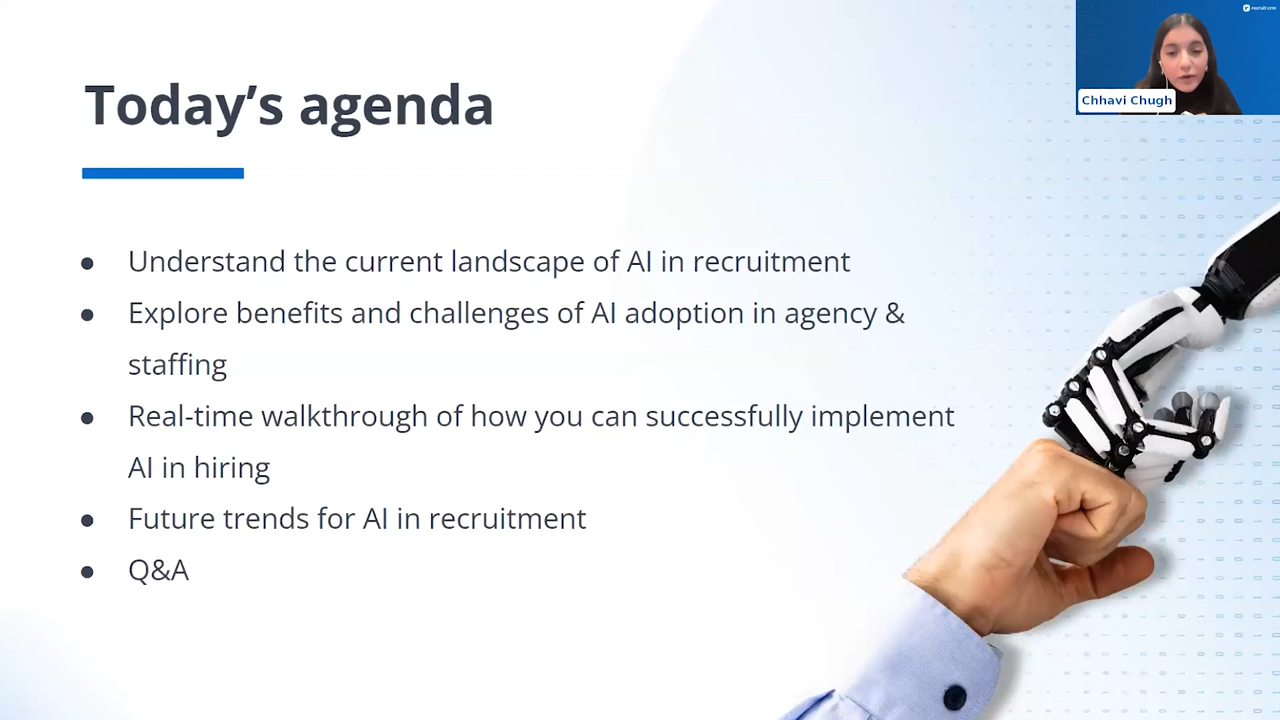 recruit crm
Chhavi Chugh
Today’s agenda
● Understand the current landscape of AI in recruitment
● Explore benefits and challenges of AI adoption in agency &
staffing
● Real-time walkthrough of how you can successfully implement
AI in hiring
● Future trends for AI in recruitment
● Q&A